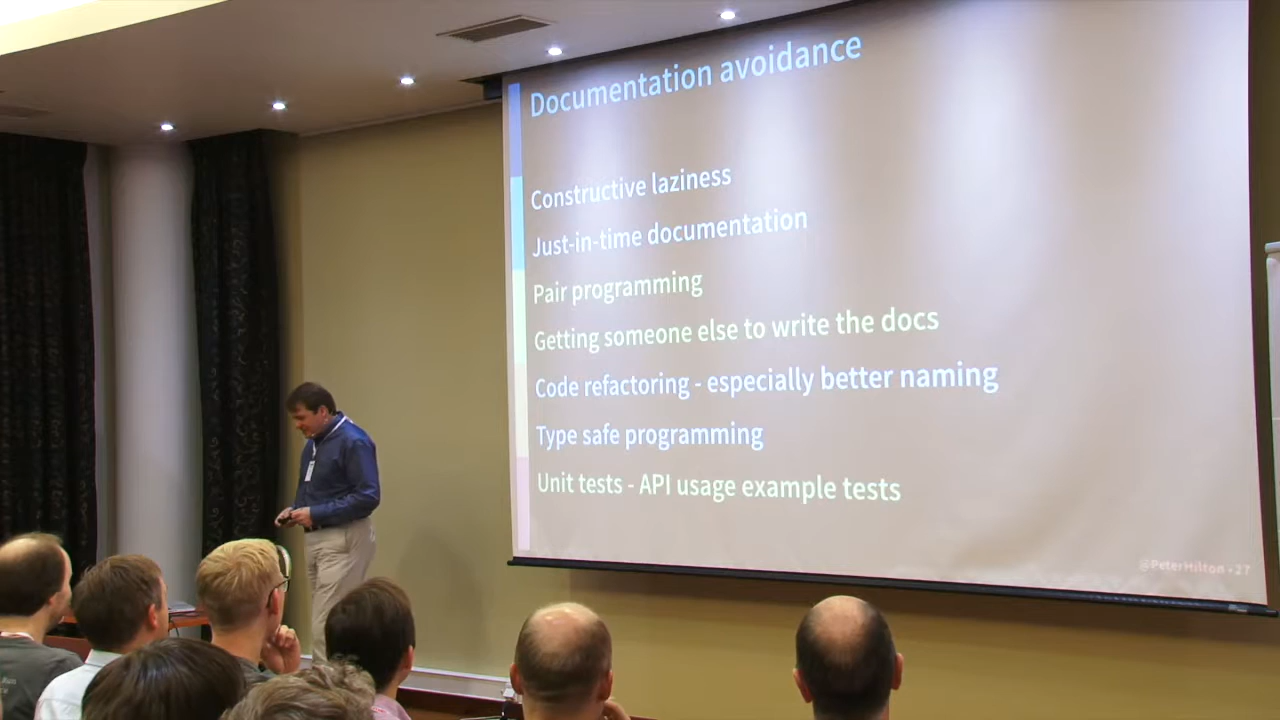 Documentation avoidance
Constructive laziness
Just-in-time documentation
Pair programming
Getting someone else to write the docs
Code refactoring - especially better naming
Type safe programming
Unit tests - API usage example tests
@PeterHilton • 27